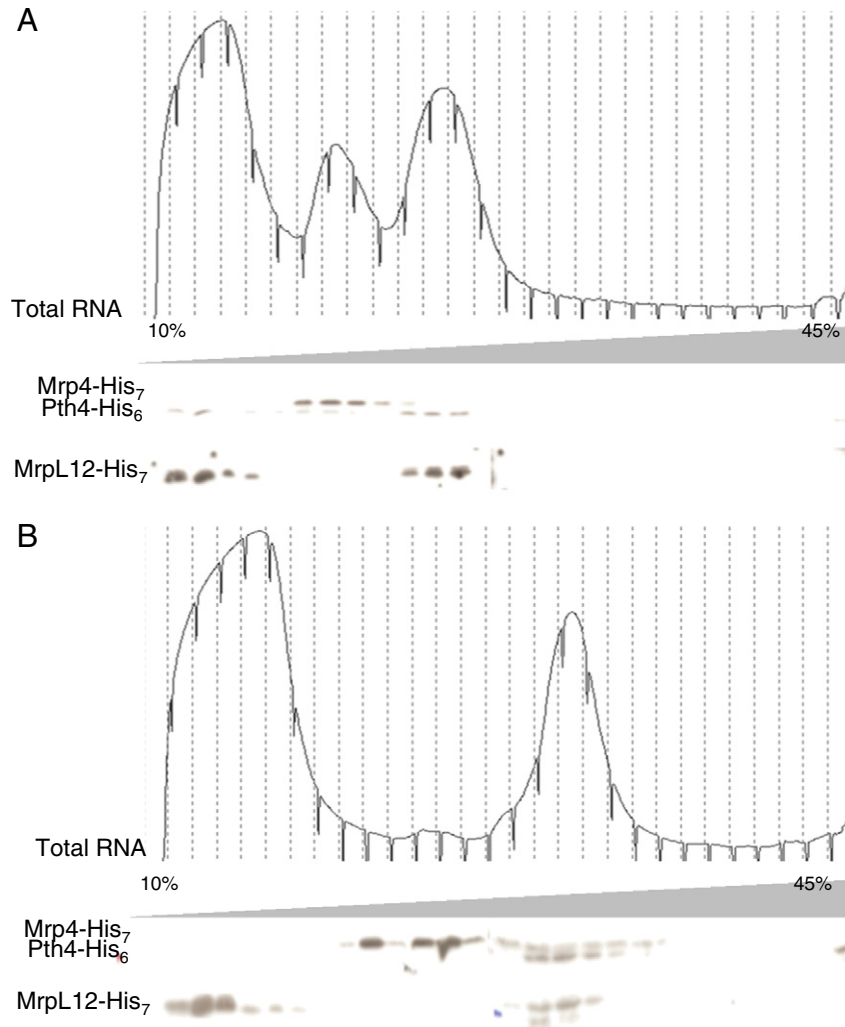 A
Total RNA
10%
45%
Mrp4-His₇
Pth4-His₆
MrpL12-His₇
B
Total RNA
10%
45%
Mrp4-His₇
Pth4-His₆
MrpL12-His₇